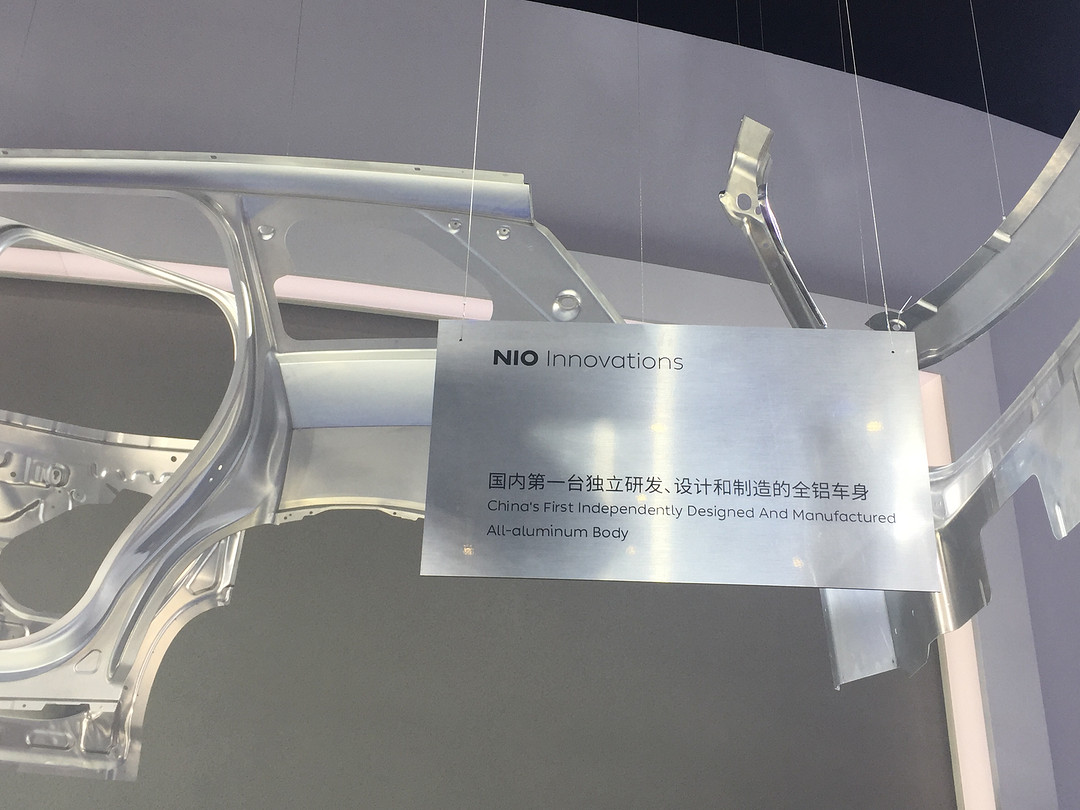 NIO Innovations
国内第一台独立研发、设计和制造的全铝车身
China's First Independently Designed And Manufactured
All-aluminum Body